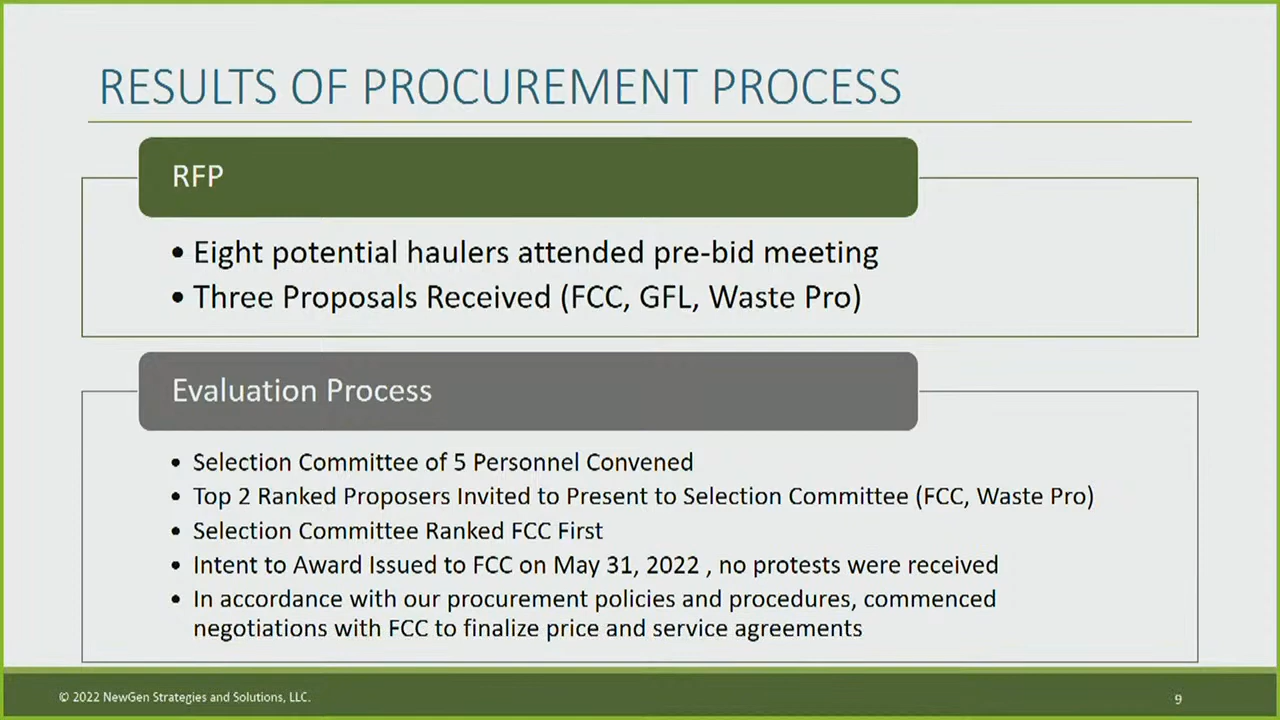 RESULTS OF PROCUREMENT PROCESS
RFP
• Eight potential haulers attended pre-bid meeting
• Three Proposals Received (FCC, GFL, Waste Pro)
Evaluation Process
• Selection Committee of 5 Personnel Convened
• Top 2 Ranked Proposers Invited to Present to Selection Committee (FCC, Waste Pro)
• Selection Committee Ranked FCC First
• Intent to Award Issued to FCC on May 31, 2022 , no protests were received
• In accordance with our procurement policies and procedures, commenced
negotiations with FCC to finalize price and service agreements
© 2022 NewGen Strategies and Solutions, LLC.
9